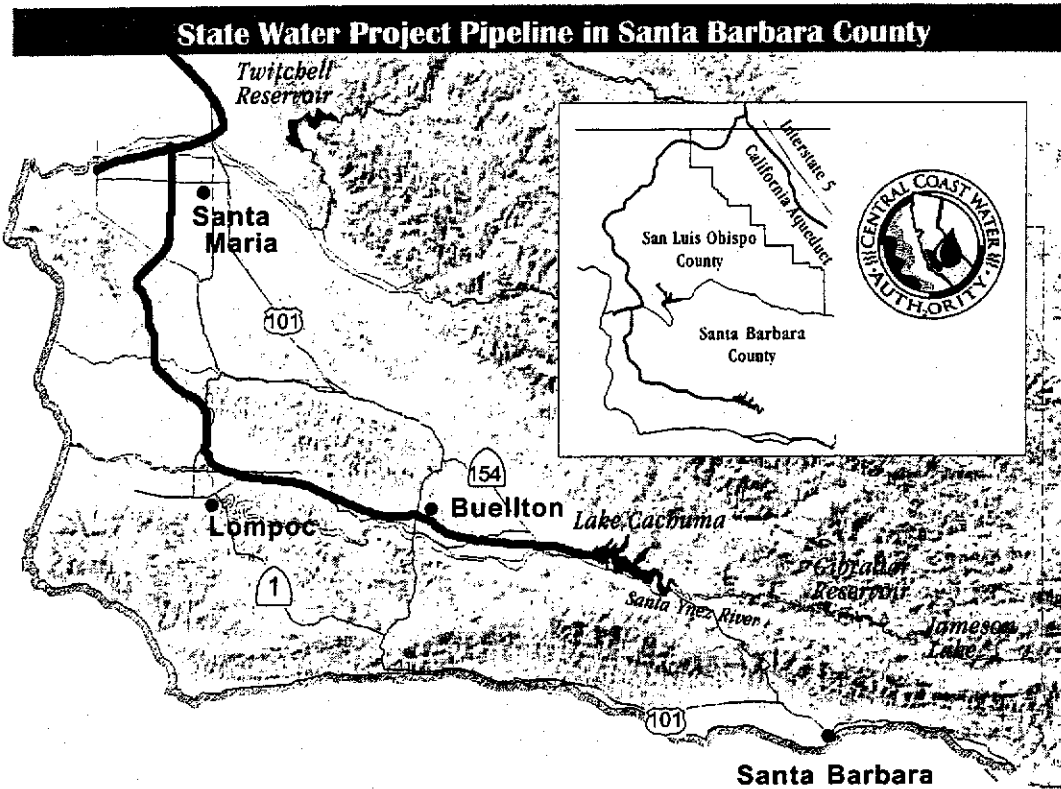 State Water Project Pipeline in Santa Barbara County
Twitchell
Reservoir
Interstate 5
California Aqueduct
San Luis Obispo
County
Santa Barbara
County
CENTRAL COAST WATER
AUTHORITY
Santa
Maria
101
154
Buellton
Lompoc
Lake Cachuma
1
Gibraltar
Reservoir
Santa Ynez River
Jameson
Lake
101
Santa Barbara